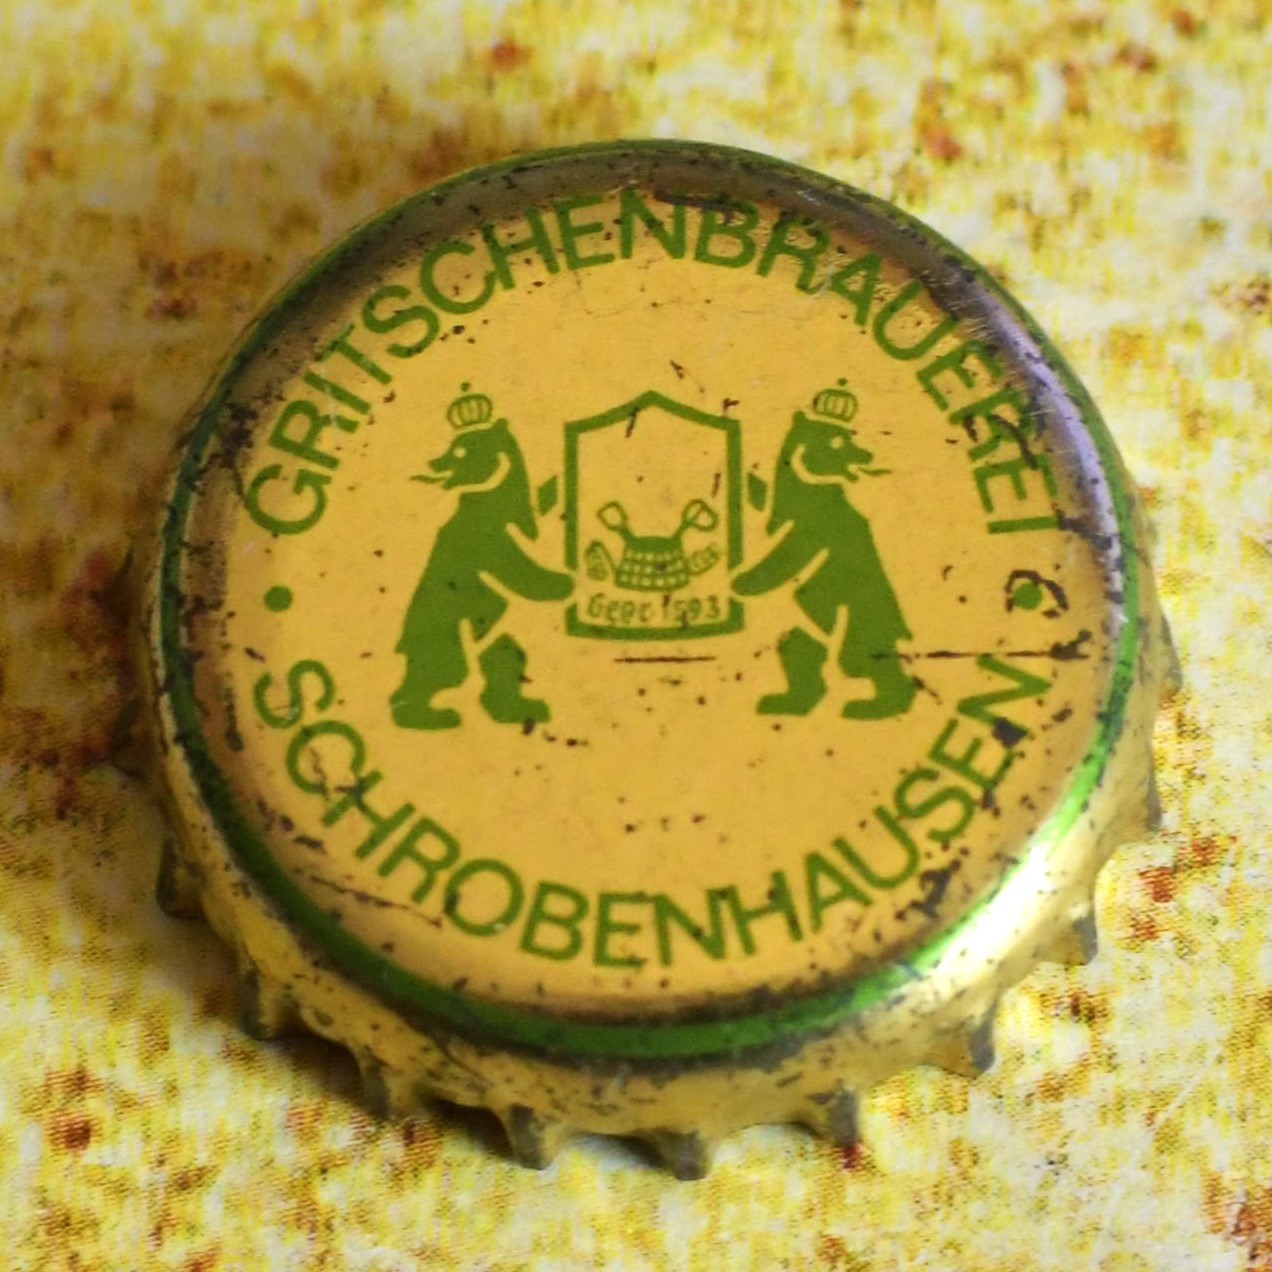 GRITSCHENBRAUEREI
Gegr. 1593
• SCHROBENHAUSEN •